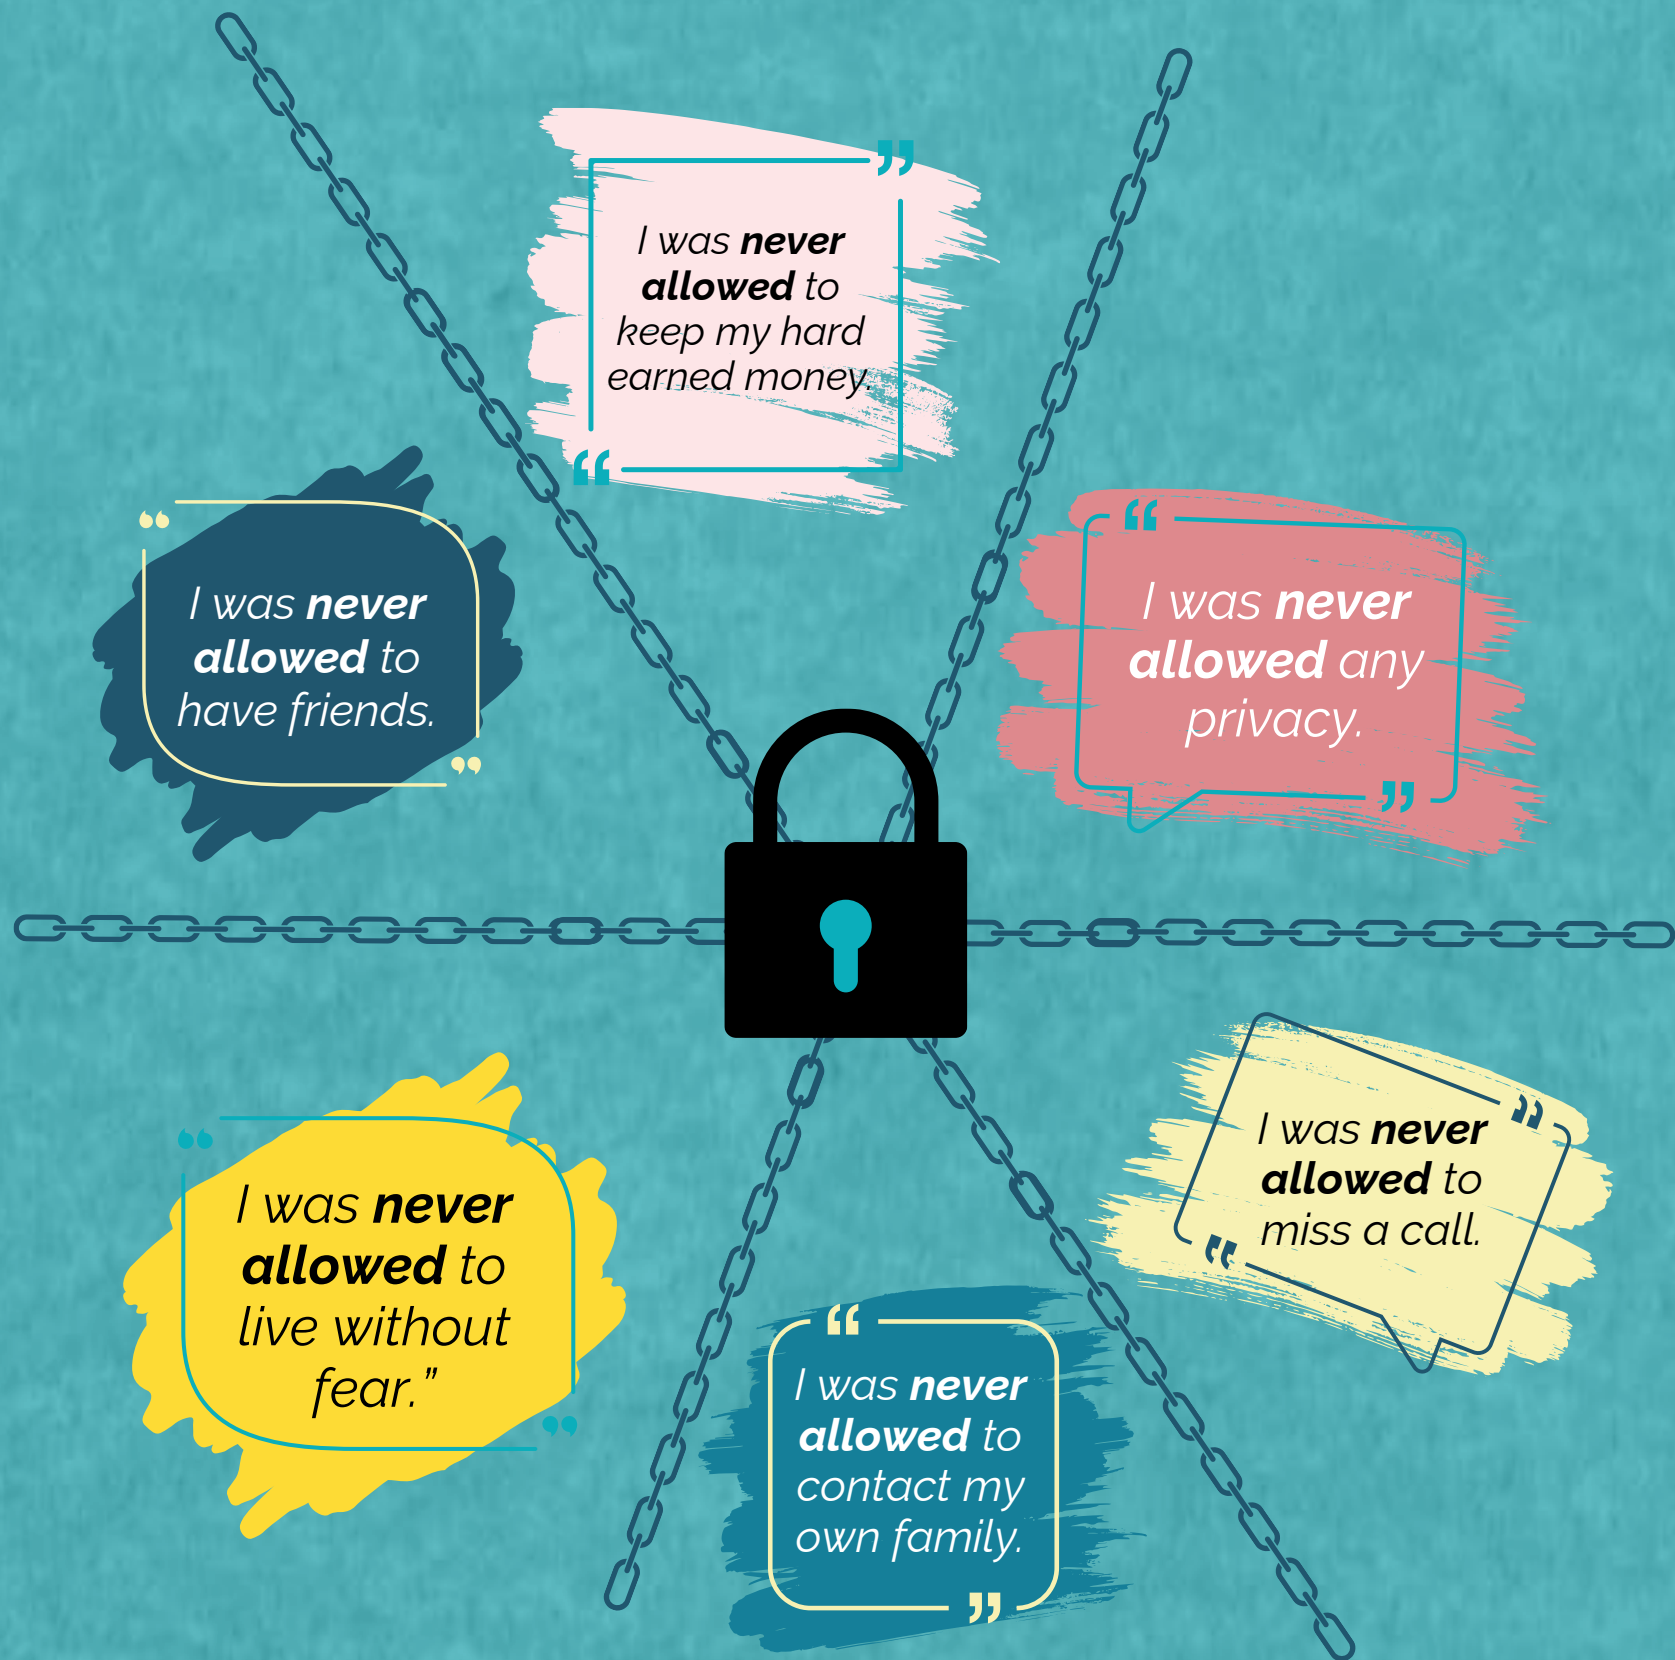 I was never
allowed to
keep my hard
earned money.
I was never
allowed to
have friends.
I was never
allowed any
privacy.
I was never
allowed to
miss a call.
I was never
allowed to
live without
fear.”
I was never
allowed to
contact my
own family.